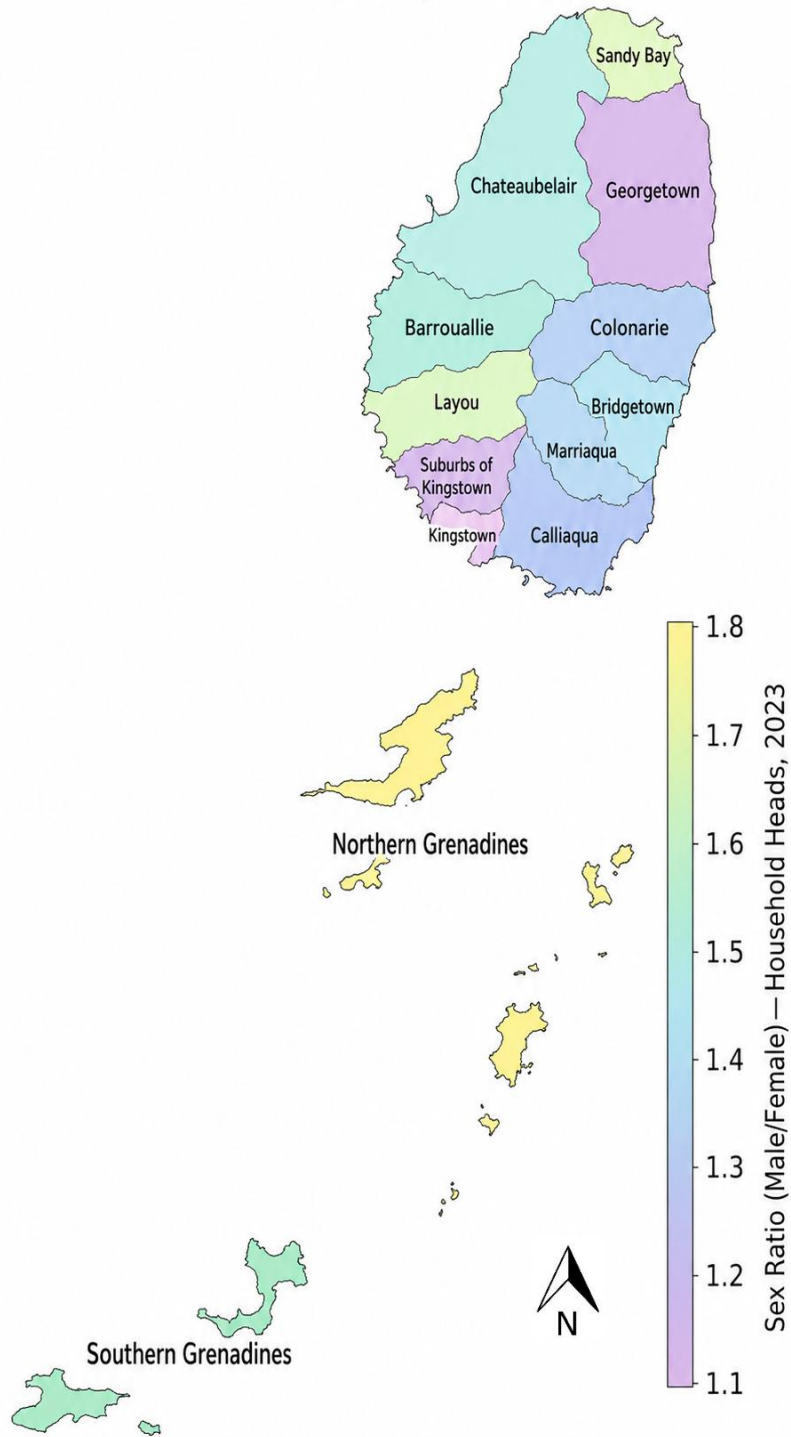 Sandy Bay
Chateaubelair
Georgetown
Barrouallie
Colonarie
Layou
Bridgetown
Marriaqua
Suburbs of
Kingstown
Kingstown
Calliaqua
Northern Grenadines
Southern Grenadines
N
1.8
1.7
1.6
1.5
1.4
1.3
1.2
1.1
Sex Ratio (Male/Female) — Household Heads, 2023